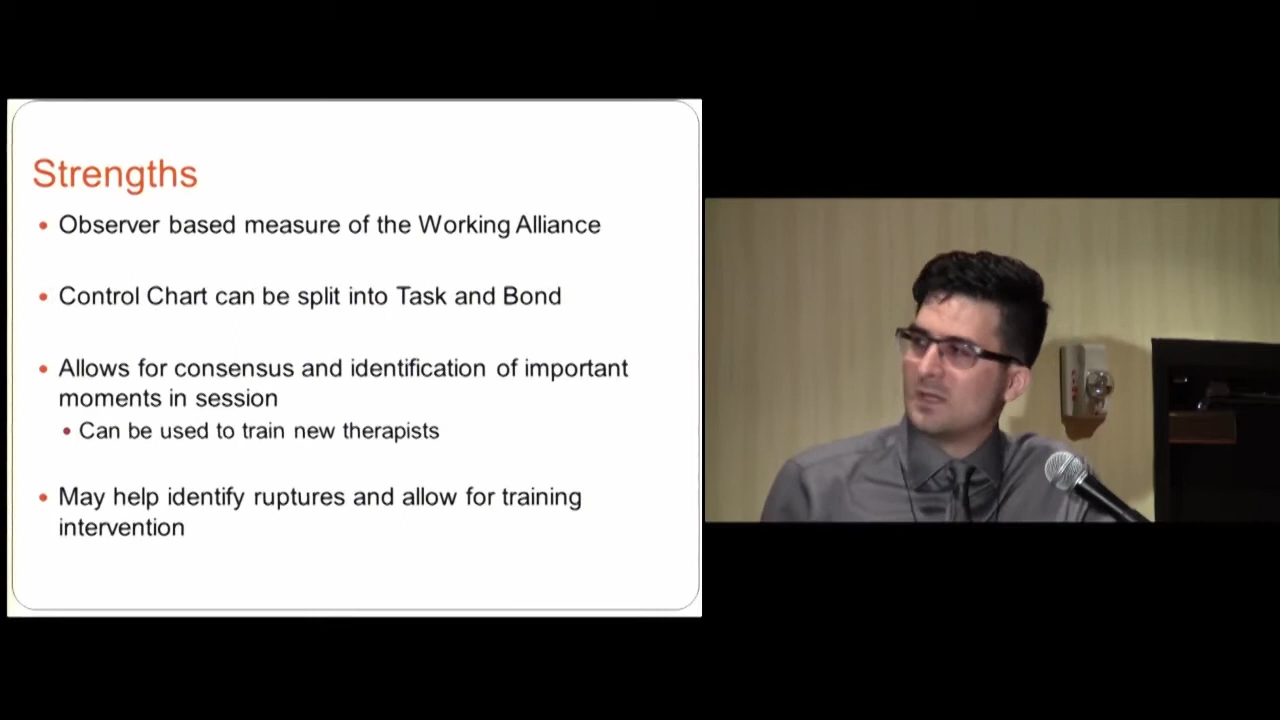 Strengths
• Observer based measure of the Working Alliance
• Control Chart can be split into Task and Bond
• Allows for consensus and identification of important
moments in session
• Can be used to train new therapists
• May help identify ruptures and allow for training
intervention